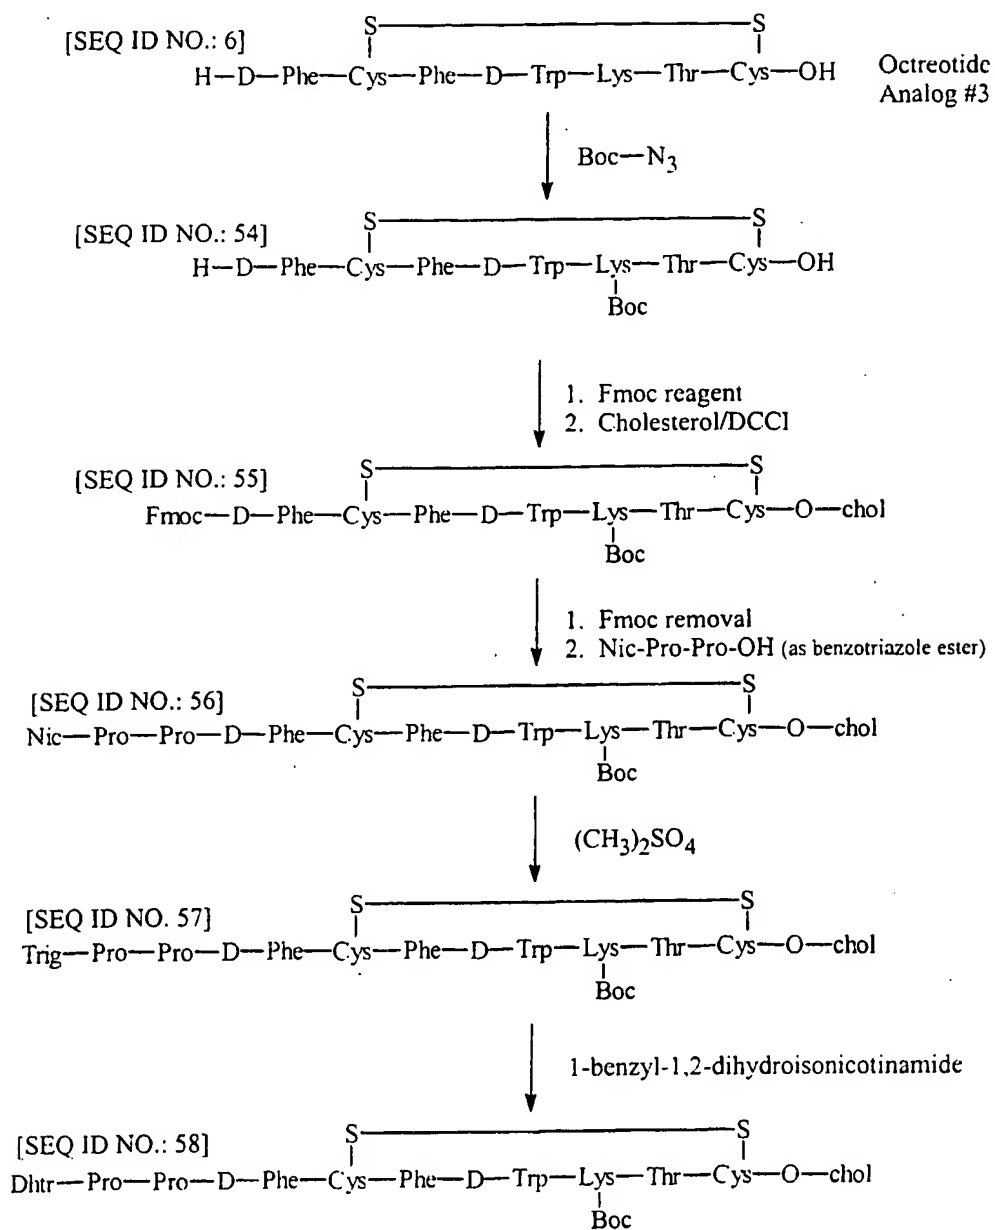 S S
[SEQ ID NO.: 6]
H—D—Phe—Cys—Phe—D—Trp—Lys—Thr—Cys—OH
Octreotide
Analog #3
Boc—N3
S S
[SEQ ID NO.: 54]
H—D—Phe—Cys—Phe—D—Trp—Lys—Thr—Cys—OH
Boc
1. Fmoc reagent
2. Cholesterol/DCCI
S S
[SEQ ID NO.: 55]
Fmoc—D—Phe—Cys—Phe—D—Trp—Lys—Thr—Cys—O—chol
Boc
1. Fmoc removal
2. Nic-Pro-Pro-OH (as benzotriazole ester)
S S
[SEQ ID NO.: 56]
Nic—Pro—Pro—D—Phe—Cys—Phe—D—Trp—Lys—Thr—Cys—O—chol
Boc
(CH3)2SO4
S S
[SEQ ID NO. 57]
Trig—Pro—Pro—D—Phe—Cys—Phe—D—Trp—Lys—Thr—Cys—O—chol
Boc
1-benzyl-1,2-dihydroisonicotinamide
S S
[SEQ ID NO.: 58]
Dhtr—Pro—Pro—D—Phe—Cys—Phe—D—Trp—Lys—Thr—Cys—O—chol
Boc